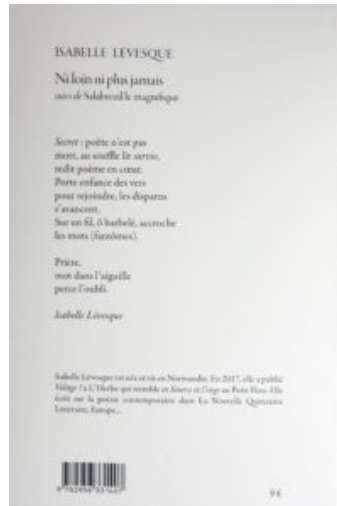 ISABELLE LÉVESQUE
Ni loin ni plus jamais
suivi de Salabreuil le magnifique
Secret : poète n'est pas
mort, au souffle lit survie,
redit poème en cœur.
Porte enfance des vers
pour rejoindre, les disparus
s'avancent.
Sur un fil, ô barbelé, accroche
les mots (fantômes).
Prière,
mot dans l'aiguille
perce l'oubli.
Isabelle Lévesque
Isabelle Lévesque est née et vit en Normandie. En 2017, elle a publié
Voltige ! à L'Herbe qui tremble et Source et l'orge au Petit Flou. Elle
écrit sur la poésie contemporaine dans La Nouvelle Quinzaine
Littéraire, Europe...
9 €